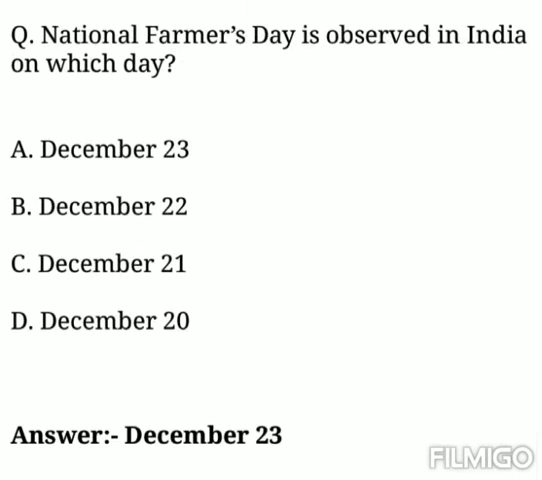 Q. National Farmer’s Day is observed in India
on which day?
A. December 23
B. December 22
C. December 21
D. December 20
Answer:- December 23
FILMIGO